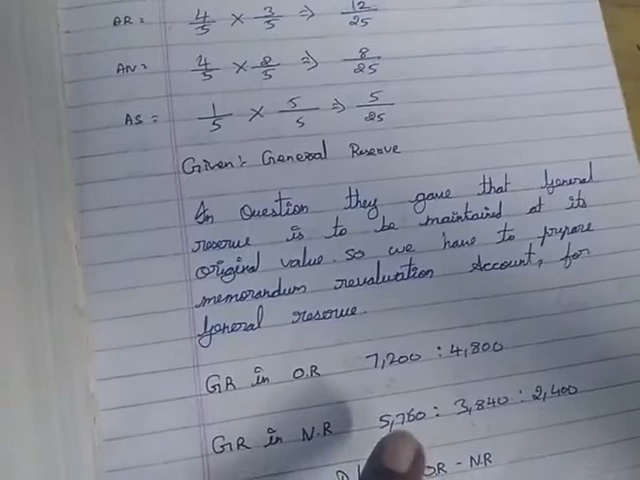 AR = 4/5 × 3/5 ⇒ 12/25
AN = 4/5 × 2/5 ⇒ 8/25
AS = 1/5 × 5/5 ⇒ 5/25
Given:- General Reserve
In Question they gave that General
reserve is to be maintained at its
original value. so we have to prepare
memorandum revaluation Account, for
General reserve.
GR in O.R 7,200 : 4,800
GR in N.R 5,760 : 3,840 : 2,400
O.R - N.R